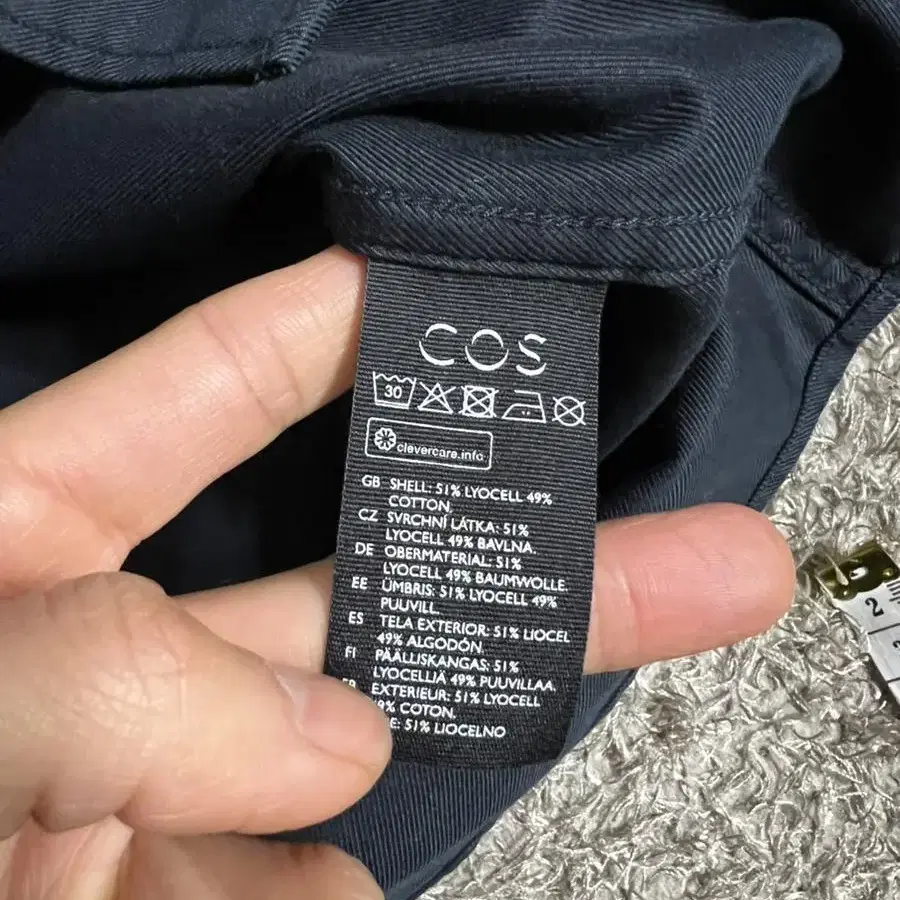 COS
30
clevercare.info
GB SHELL: 51% LYOCELL 49%
COTTON.
CZ SVRCHNÍ LÁTKA: 51%
LYOCELL 49% BAVLNA.
DE OBERMATERIAL: 51%
LYOCELL 49% BAUMWOLLE.
EE ÜMBRIS: 51% LYOCELL 49%
PUUVILL.
ES TELA EXTERIOR: 51% LIOCEL
49% ALGODÓN.
FI PÄÄLLISKANGAS: 51%
LYOCELLIÄ 49% PUUVILLAA.
EXTERIEUR: 51% LYOCELL
COTON.
51% LIOCELNO
2